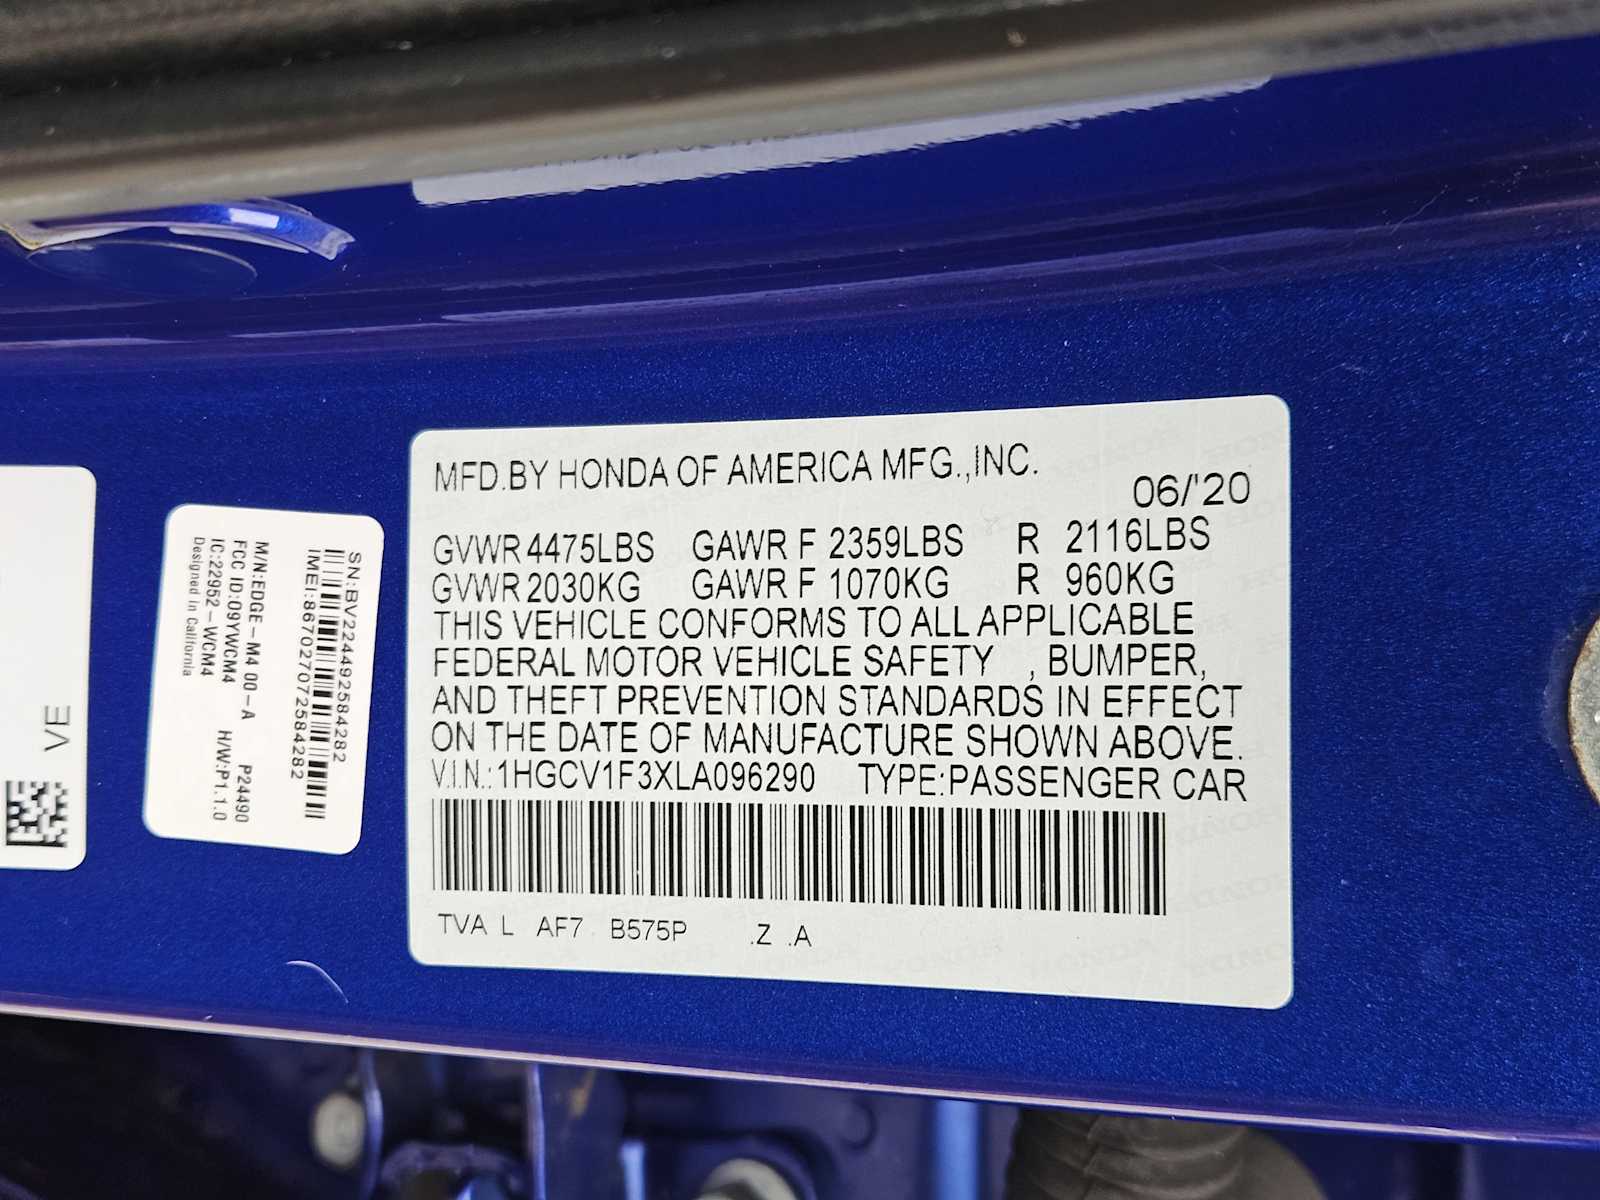 MFD.BY HONDA OF AMERICA MFG.,INC.
06/'20
GVWR 4475LBS GAWR F 2359LBS R 2116LBS
GVWR 2030KG GAWR F 1070KG R 960KG
THIS VEHICLE CONFORMS TO ALL APPLICABLE
FEDERAL MOTOR VEHICLE SAFETY , BUMPER,
AND THEFT PREVENTION STANDARDS IN EFFECT
ON THE DATE OF MANUFACTURE SHOWN ABOVE.
V.I.N.:1HGCV1F3XLA096290 TYPE:PASSENGER CAR
TVA L AF7 B575P .Z .A
SN:BV22449258​4282
IMEI:867027072584282
M/N:EDGE-M4 00-A P24490
FCC ID:09YWCM4 H/W:P1.1.0
IC:22952-WCM4
Designed in California
VE